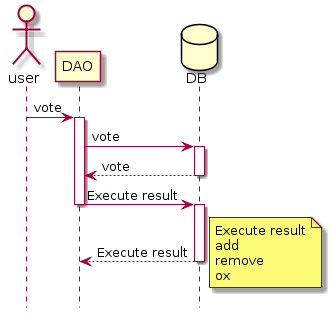 user
DAO
DB
vote
vote
vote
Execute result
Execute result
Execute result
add
remove
ox